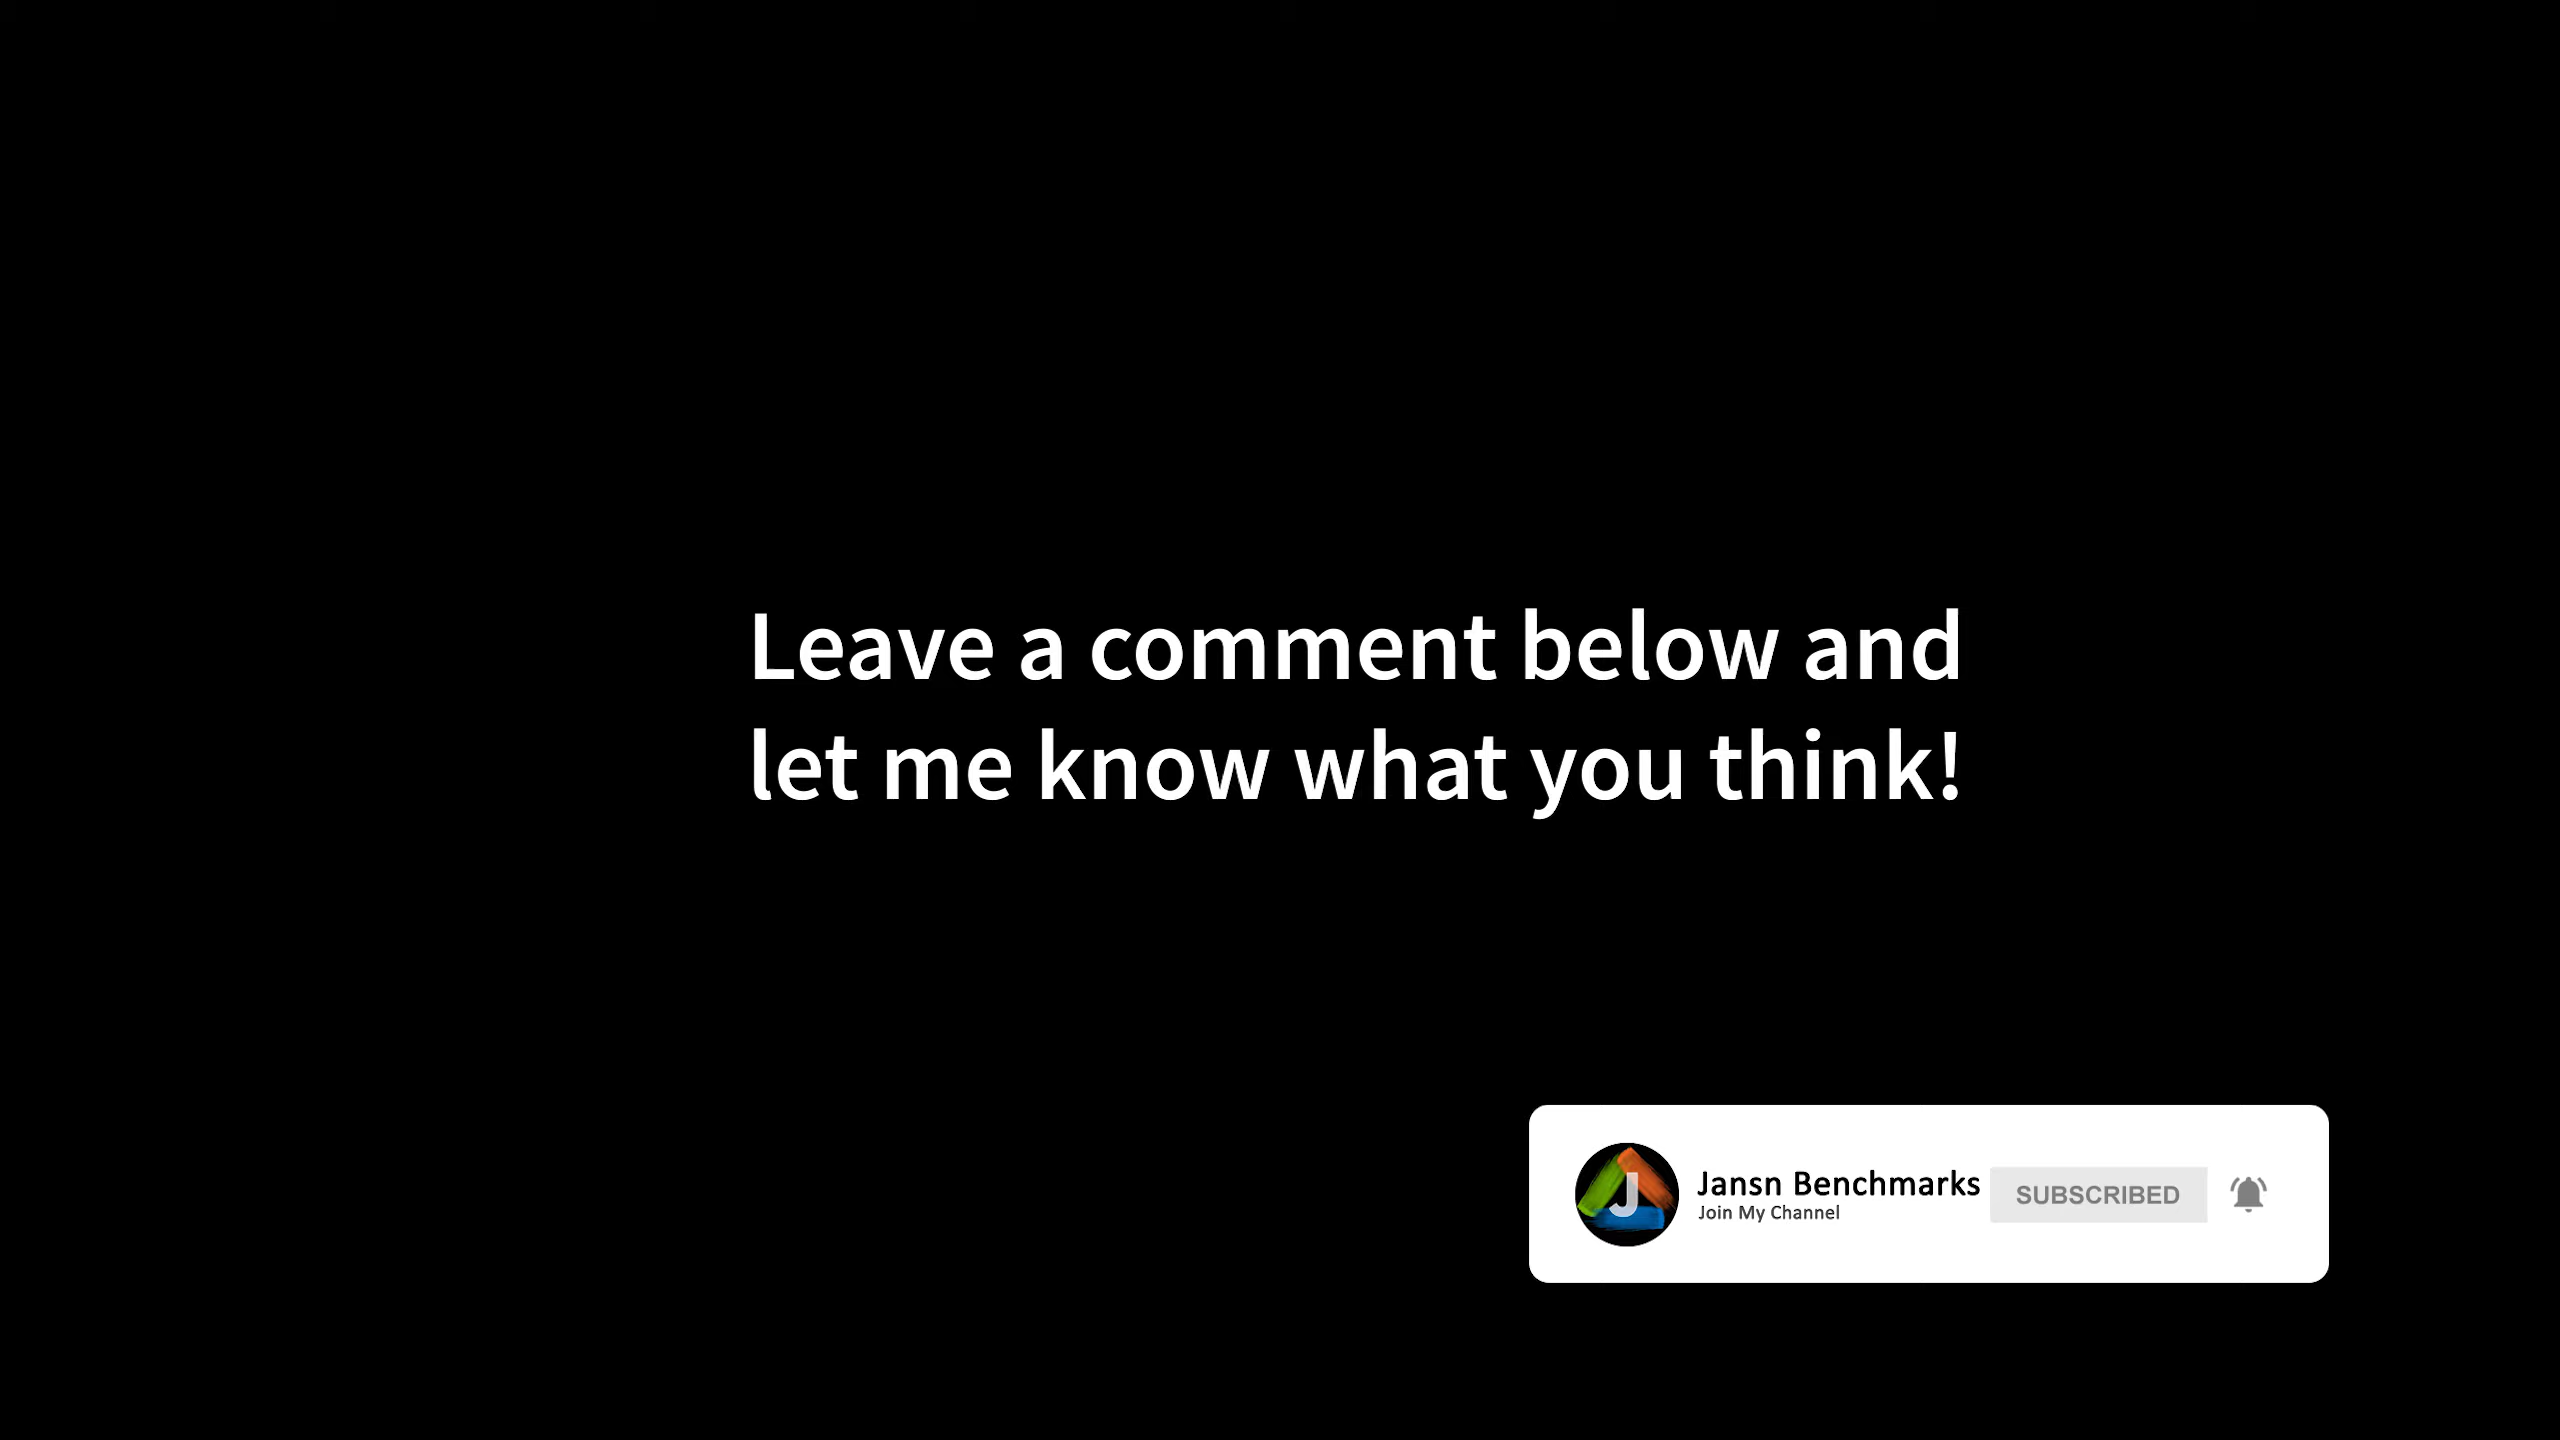 Leave a comment below and
let me know what you think!
J
Jansn Benchmarks
Join My Channel
SUBSCRIBED